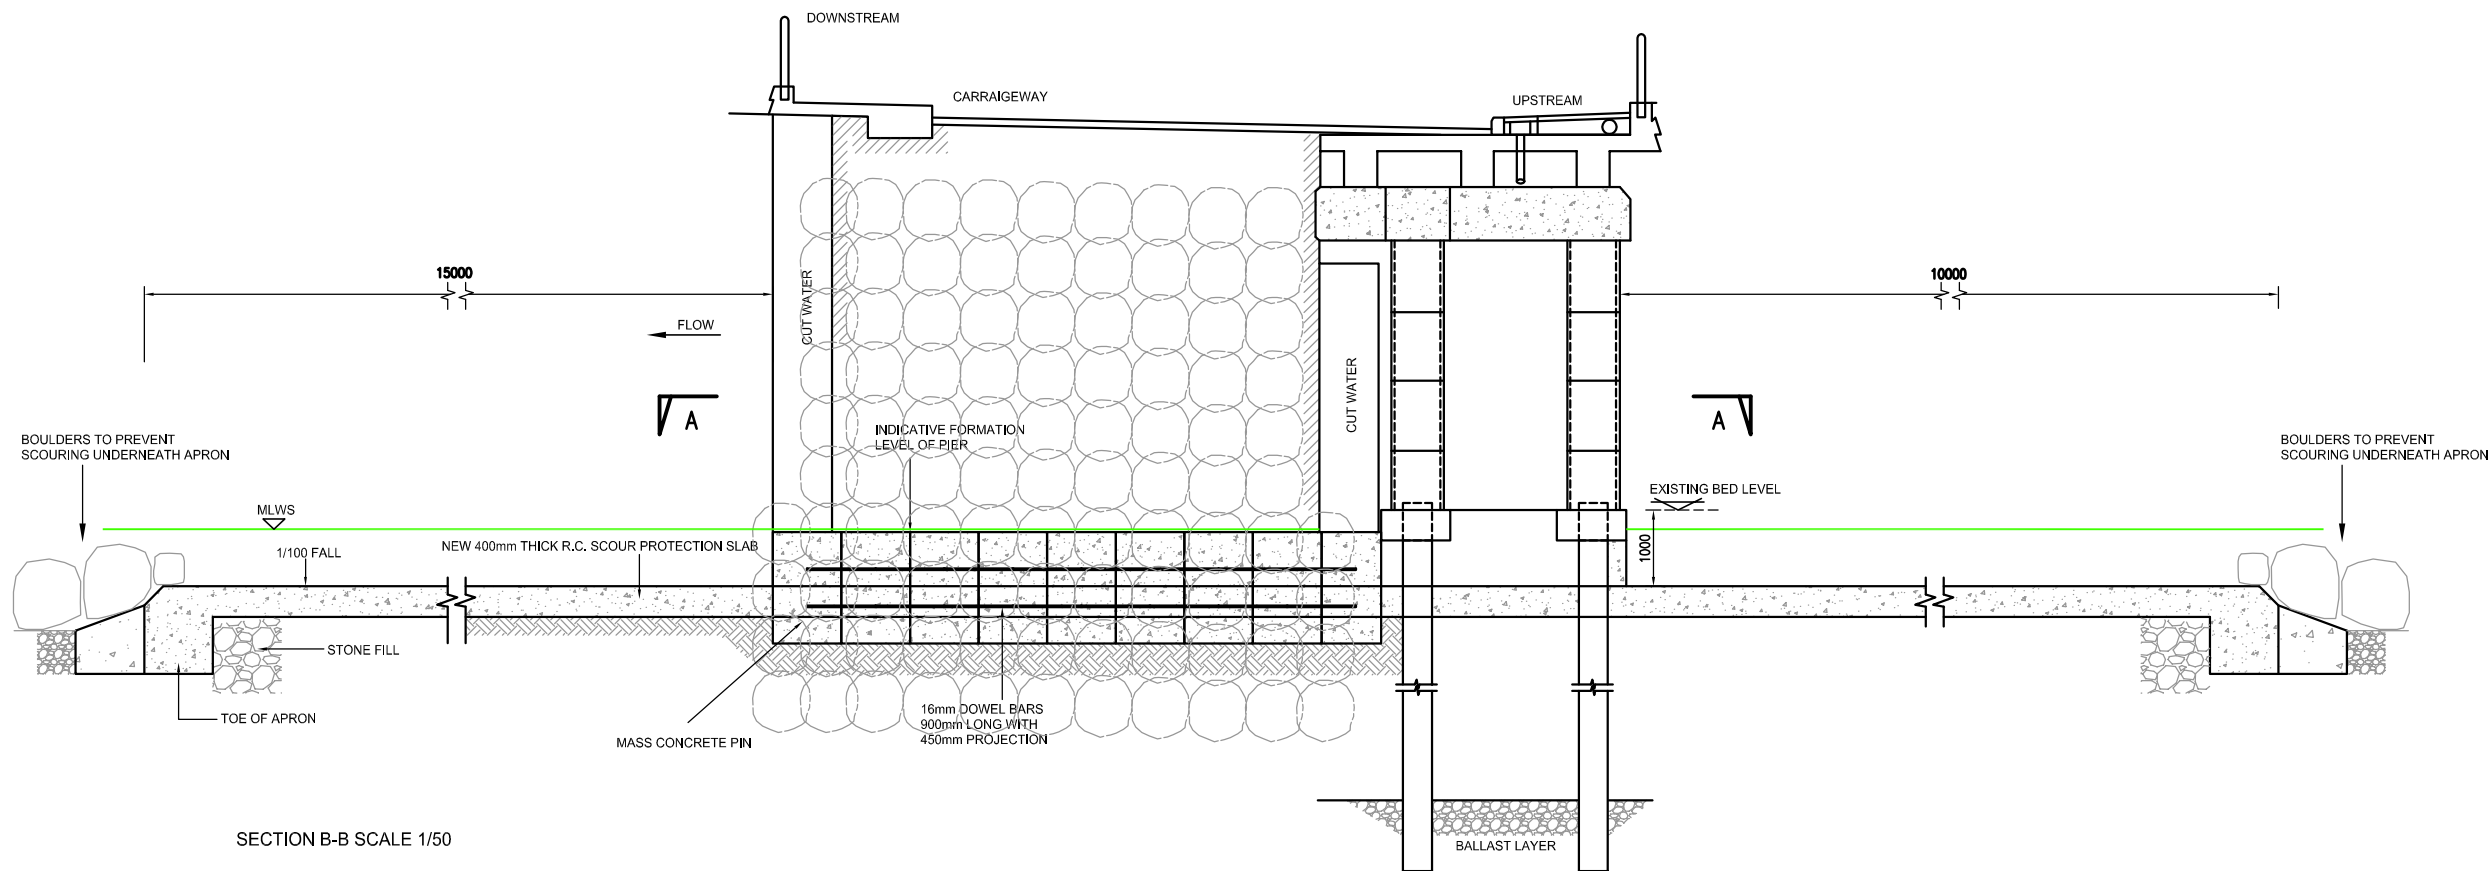 DOWNSTREAM
CARRAIGEWAY
UPSTREAM
15000
10000
FLOW
CUT WATER
CUT WATER
A
A
INDICATIVE FORMATION
LEVEL OF PIER
BOULDERS TO PREVENT
SCOURING UNDERNEATH APRON
BOULDERS TO PREVENT
SCOURING UNDERNEATH APRON
EXISTING BED LEVEL
MLWS
1/100 FALL
NEW 400mm THICK R.C. SCOUR PROTECTION SLAB
1000
STONE FILL
TOE OF APRON
MASS CONCRETE PIN
16mm DOWEL BARS
900mm LONG WITH
450mm PROJECTION
BALLAST LAYER
SECTION B-B SCALE 1/50